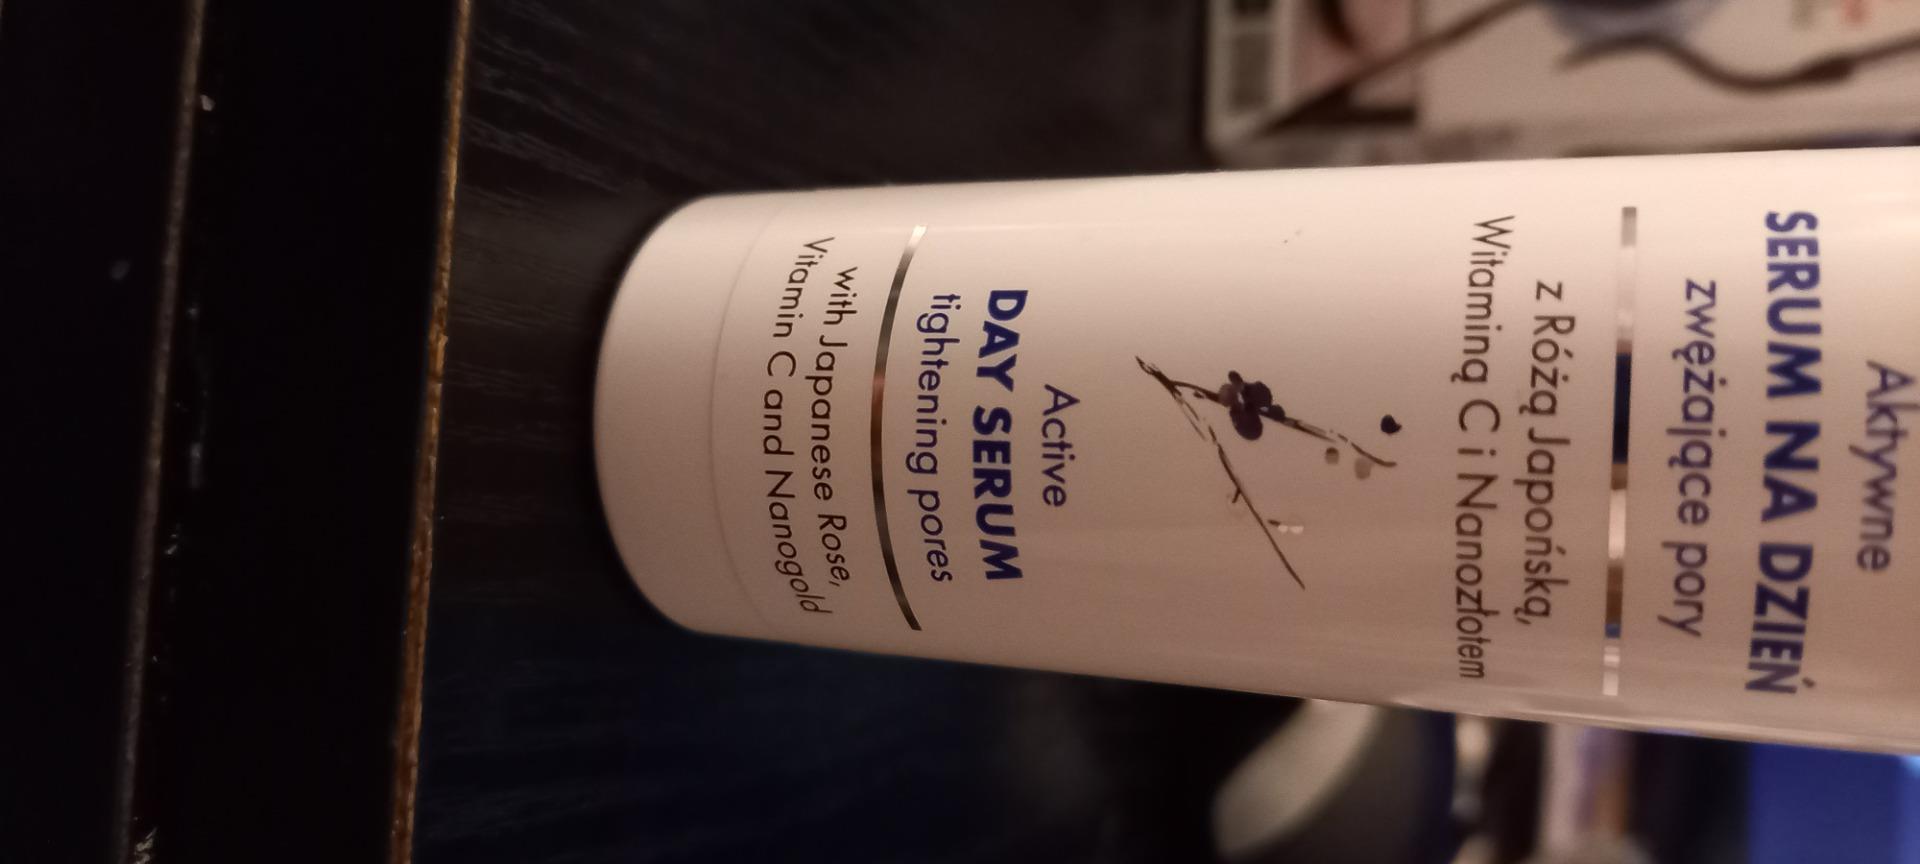 Aktywne
SERUM NA DZIEŃ
zwężające pory
z Różą Japońską,
Witaminą C i Nanozłotem
Active
DAY SERUM
tightening pores
with Japanese Rose,
Vitamin C and Nanogold